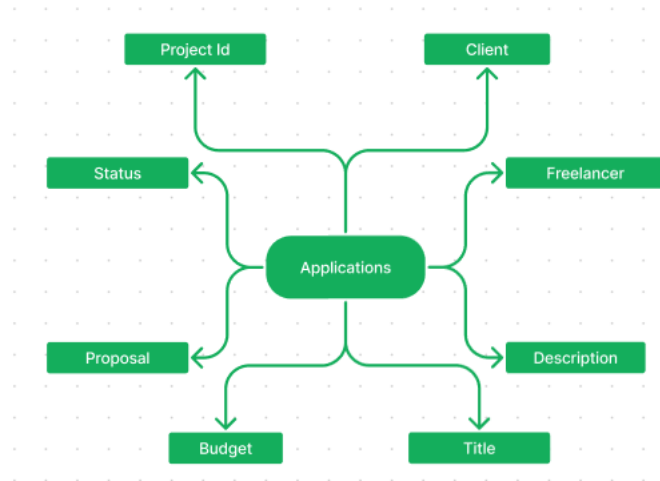 Project Id
Client
Status
Freelancer
Applications
Proposal
Description
Budget
Title